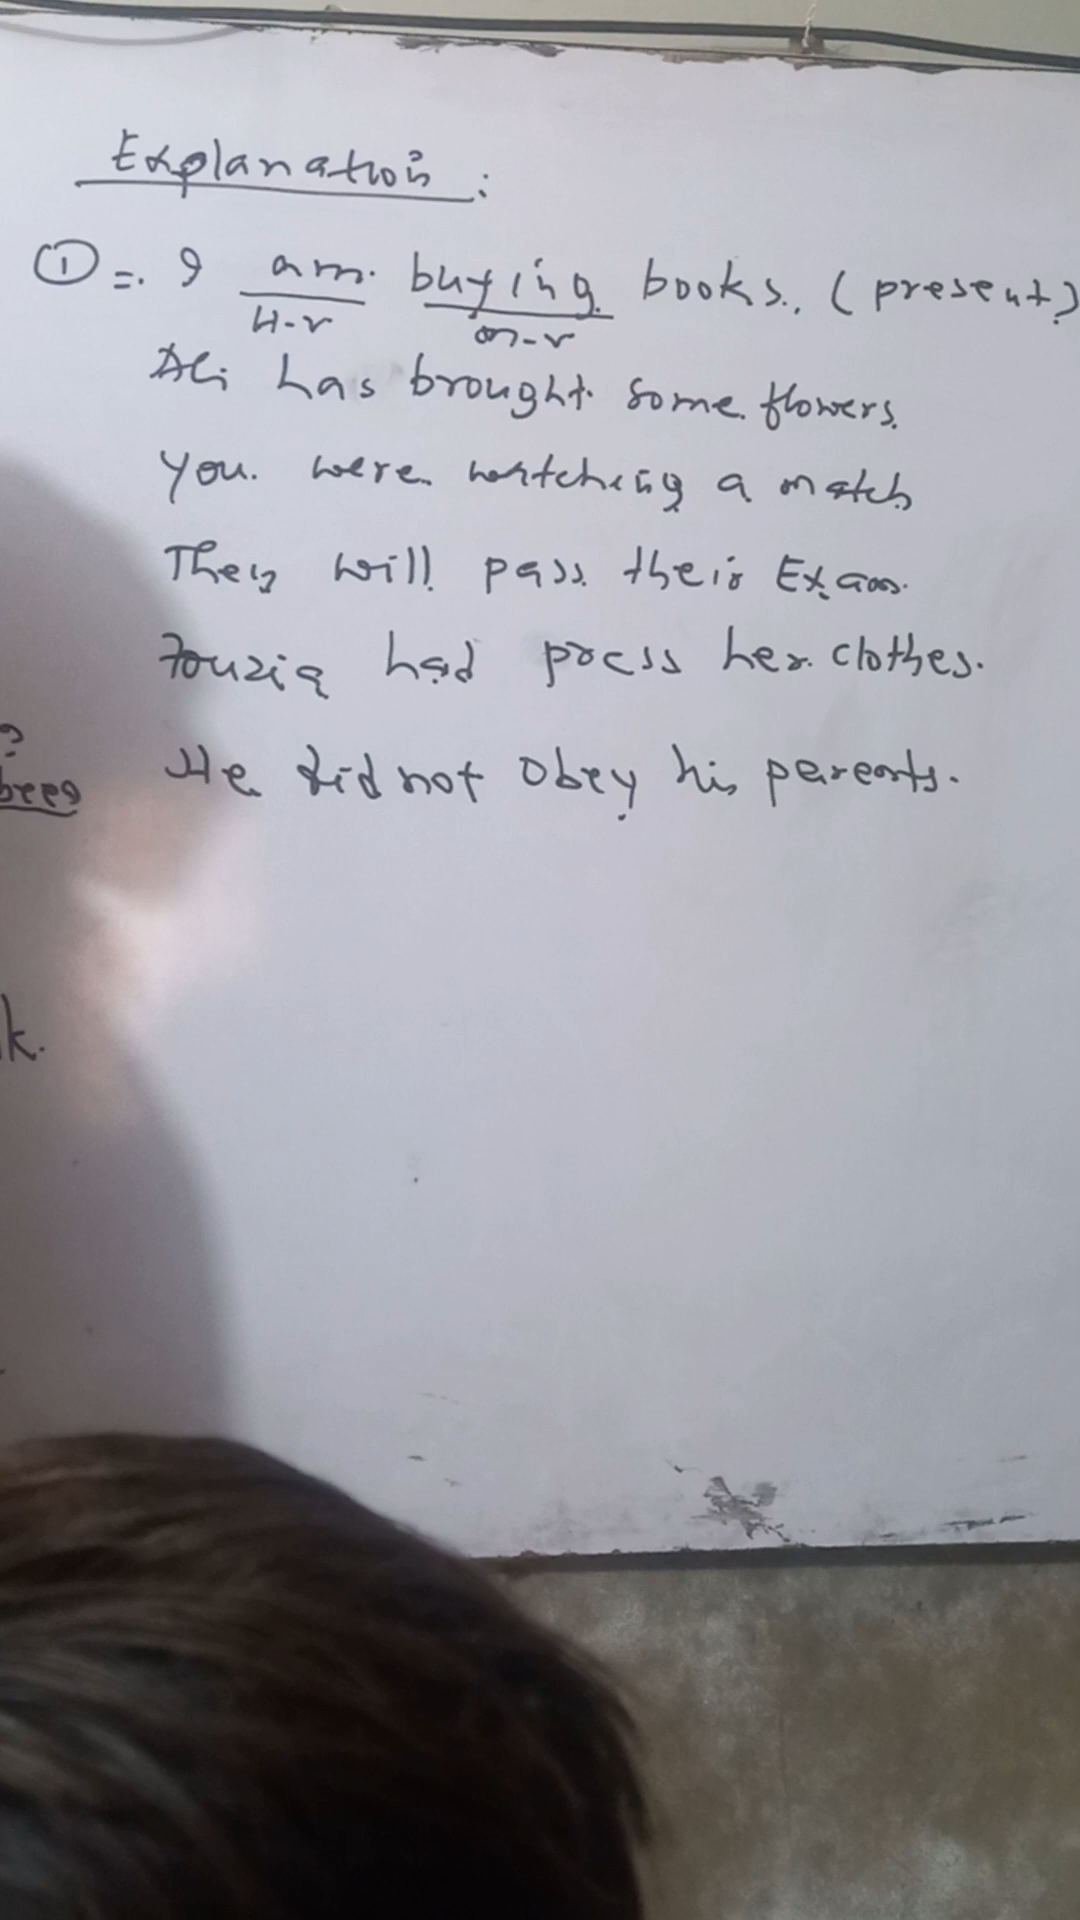 Explanation:
① =. I am buying books. (present)
H-v m-v
Ali has brought some flowers.
You were watching a match
They will pass their Exam.
Fouzia had press her clothes.
He did not obey his parents.
k.